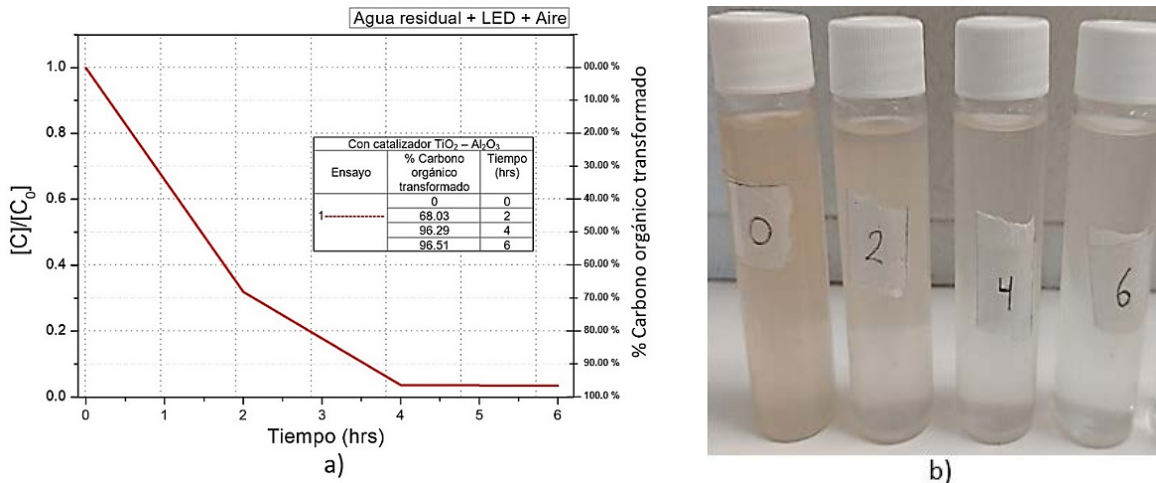 Agua residual + LED + Aire
[C]/[C₀]
1.0
0.8
0.6
0.4
0.2
0.0
0 1 2 3 4 5 6
Tiempo (hrs)
a)
00.00 %
10.00 %
20.00 %
30.00 %
40.00 %
50.00 %
60.00 %
70.00 %
80.00 %
90.00 %
100.0 %
% Carbono orgánico transformado
Con catalizador TiO₂ – Al₂O₃
Ensayo % Carbono orgánico transformado Tiempo (hrs)
1 0 0
68.03 2
96.29 4
96.51 6
0
2
4
6
b)